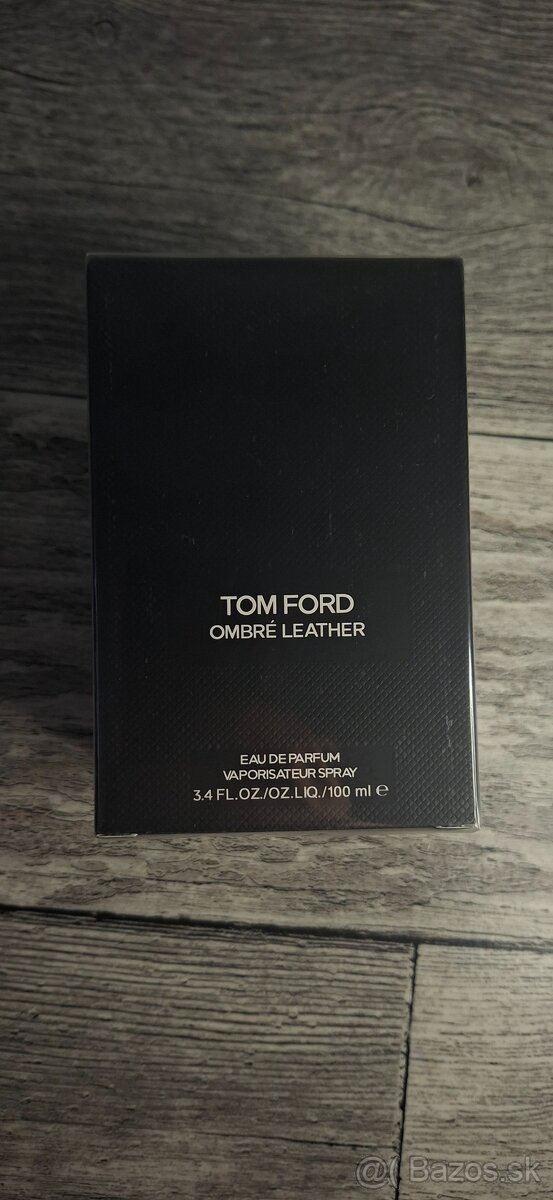 TOM FORD
OMBRÉ LEATHER
EAU DE PARFUM
VAPORISATEUR SPRAY
3.4 FL.OZ./OZ.LIQ./100 ml ℮
@( Bazos.sk